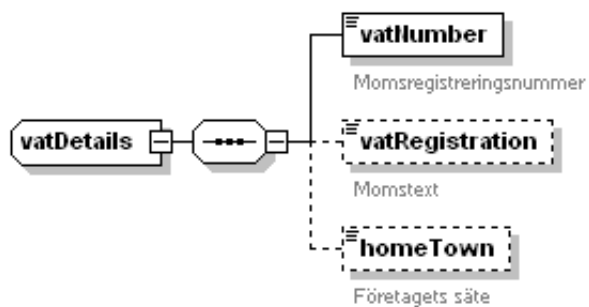 vatNumber
Momsregistreringsnummer
vatDetails
vatRegistration
Momstext
homeTown
Företagets säte